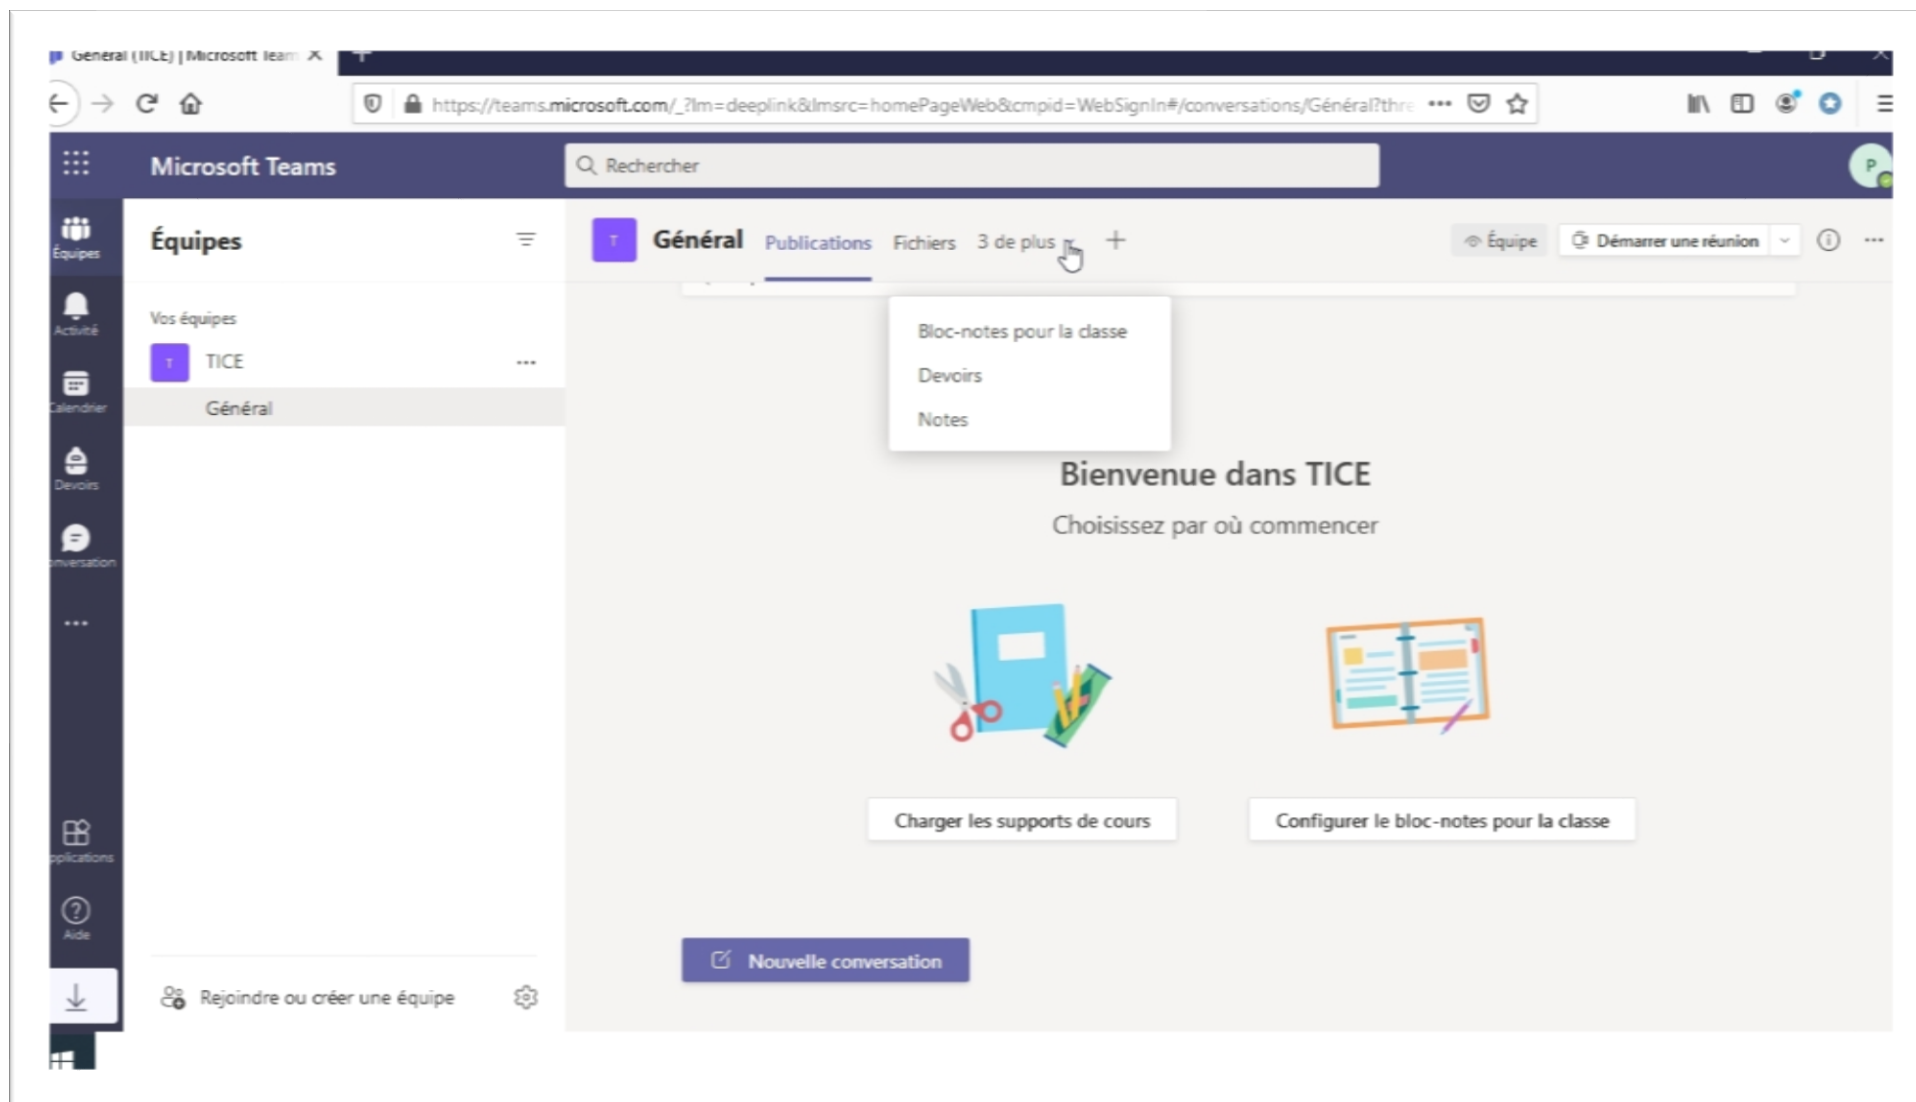 Général (TICE) | Microsoft Team
https://teams.microsoft.com/_?lm=deeplink&lmsrc=homePageWeb&cmpid=WebSignIn#/conversations/Général?thre
Microsoft Teams
Rechercher
P
Équipes
Activité
Calendrier
Devoirs
onversation
pplications
Aide
Équipes
Vos équipes
T TICE
Général
Rejoindre ou créer une équipe
T Général Publications Fichiers 3 de plus
Équipe Démarrer une réunion
Bloc-notes pour la classe
Devoirs
Notes
Bienvenue dans TICE
Choisissez par où commencer
Charger les supports de cours
Configurer le bloc-notes pour la classe
Nouvelle conversation